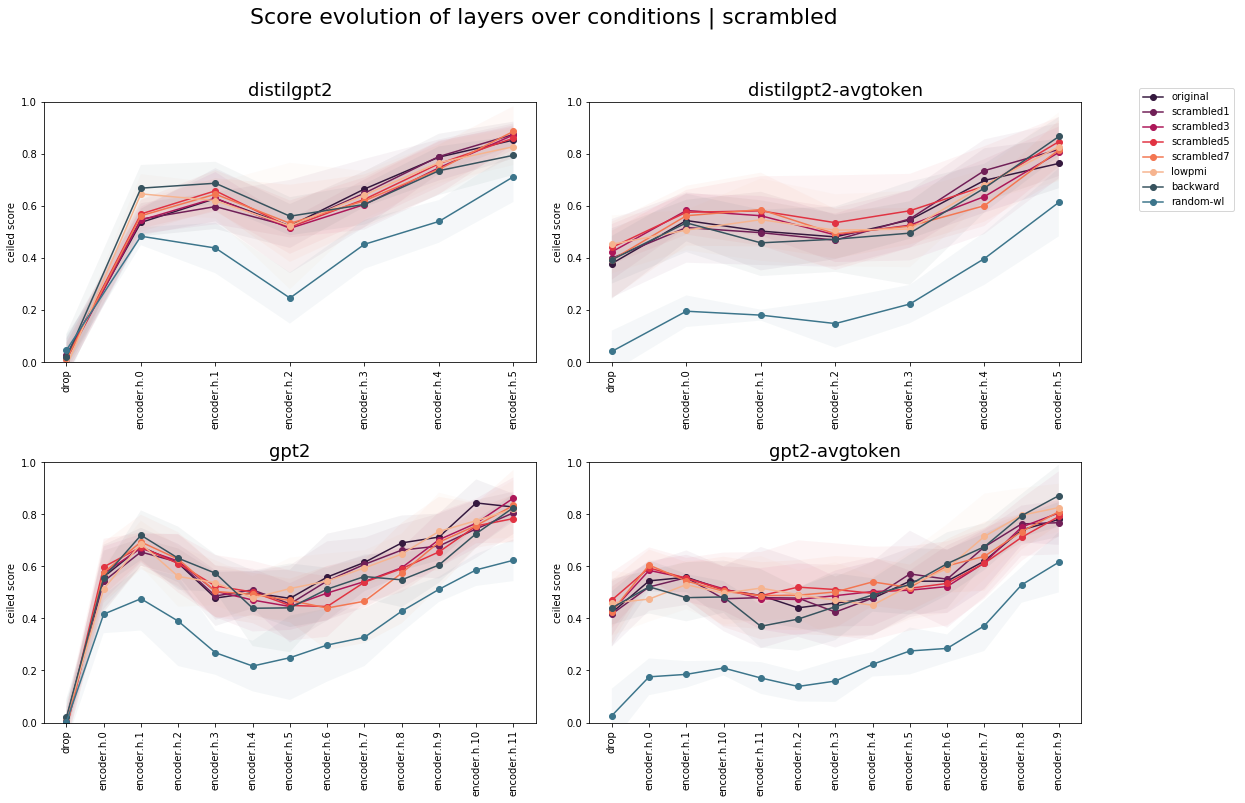 Score evolution of layers over conditions | scrambled
distilgpt2
ceiled score
1.0
0.8
0.6
0.4
0.2
0.0
drop
encoder.h.0
encoder.h.1
encoder.h.2
encoder.h.3
encoder.h.4
encoder.h.5
distilgpt2-avgtoken
ceiled score
1.0
0.8
0.6
0.4
0.2
0.0
drop
encoder.h.0
encoder.h.1
encoder.h.2
encoder.h.3
encoder.h.4
encoder.h.5
original
scrambled1
scrambled3
scrambled5
scrambled7
lowpmi
backward
random-wl
gpt2
ceiled score
1.0
0.8
0.6
0.4
0.2
0.0
drop
encoder.h.0
encoder.h.1
encoder.h.2
encoder.h.3
encoder.h.4
encoder.h.5
encoder.h.6
encoder.h.7
encoder.h.8
encoder.h.9
encoder.h.10
encoder.h.11
gpt2-avgtoken
ceiled score
1.0
0.8
0.6
0.4
0.2
0.0
drop
encoder.h.0
encoder.h.1
encoder.h.10
encoder.h.11
encoder.h.2
encoder.h.3
encoder.h.4
encoder.h.5
encoder.h.6
encoder.h.7
encoder.h.8
encoder.h.9